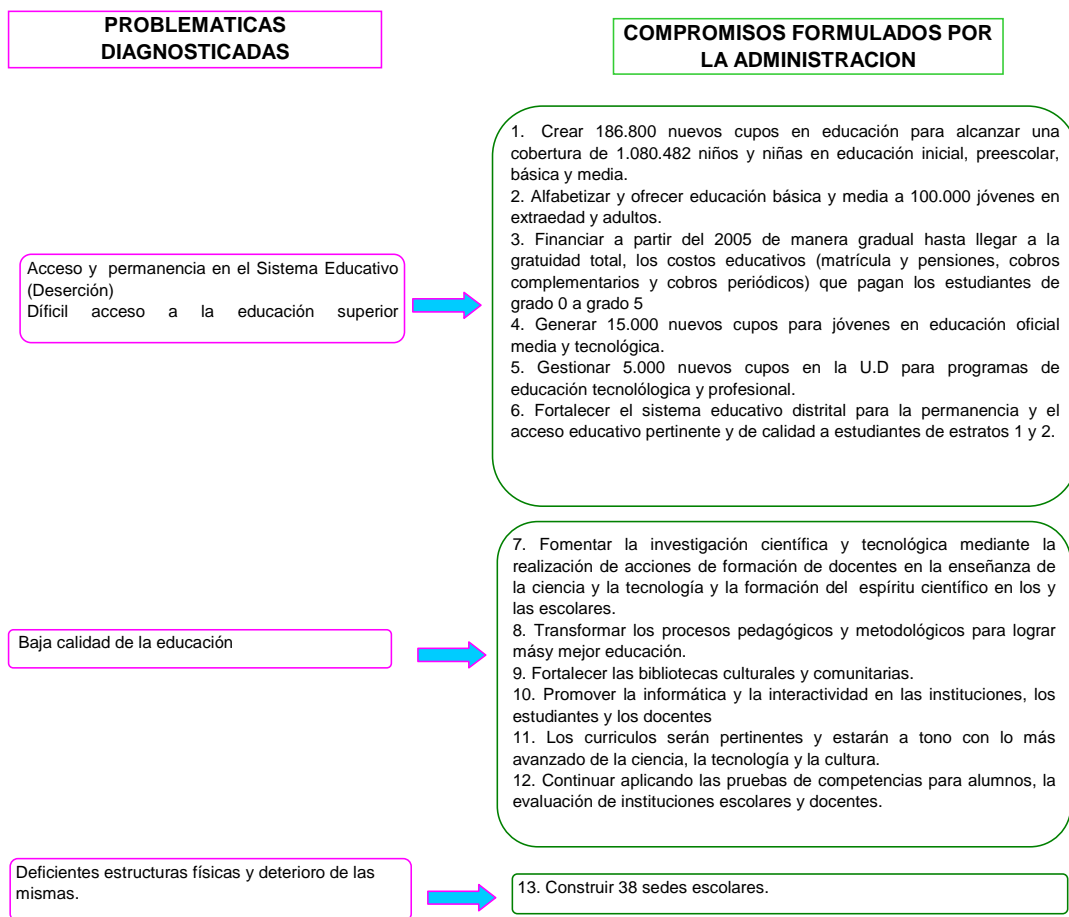 PROBLEMATICAS
DIAGNOSTICADAS
COMPROMISOS FORMULADOS POR
LA ADMINISTRACION
Acceso y permanencia en el Sistema Educativo
(Deserción)
Díficil acceso a la educación superior
1. Crear 186.800 nuevos cupos en educación para alcanzar una
cobertura de 1.080.482 niños y niñas en educación inicial, preescolar,
básica y media.
2. Alfabetizar y ofrecer educación básica y media a 100.000 jóvenes en
extraedad y adultos.
3. Financiar a partir del 2005 de manera gradual hasta llegar a la
gratuidad total, los costos educativos (matrícula y pensiones, cobros
complementarios y cobros periódicos) que pagan los estudiantes de
grado 0 a grado 5
4. Generar 15.000 nuevos cupos para jóvenes en educación oficial
media y tecnológica.
5. Gestionar 5.000 nuevos cupos en la U.D para programas de
educación tecnolólogica y profesional.
6. Fortalecer el sistema educativo distrital para la permanencia y el
acceso educativo pertinente y de calidad a estudiantes de estratos 1 y 2.
Baja calidad de la educación
7. Fomentar la investigación científica y tecnológica mediante la
realización de acciones de formación de docentes en la enseñanza de
la ciencia y la tecnología y la formación del espíritu científico en los y
las escolares.
8. Transformar los procesos pedagógicos y metodológicos para lograr
másy mejor educación.
9. Fortalecer las bibliotecas culturales y comunitarias.
10. Promover la informática y la interactividad en las instituciones, los
estudiantes y los docentes
11. Los curriculos serán pertinentes y estarán a tono con lo más
avanzado de la ciencia, la tecnología y la cultura.
12. Continuar aplicando las pruebas de competencias para alumnos, la
evaluación de instituciones escolares y docentes.
Deficientes estructuras físicas y deterioro de las
mismas.
13. Construir 38 sedes escolares.